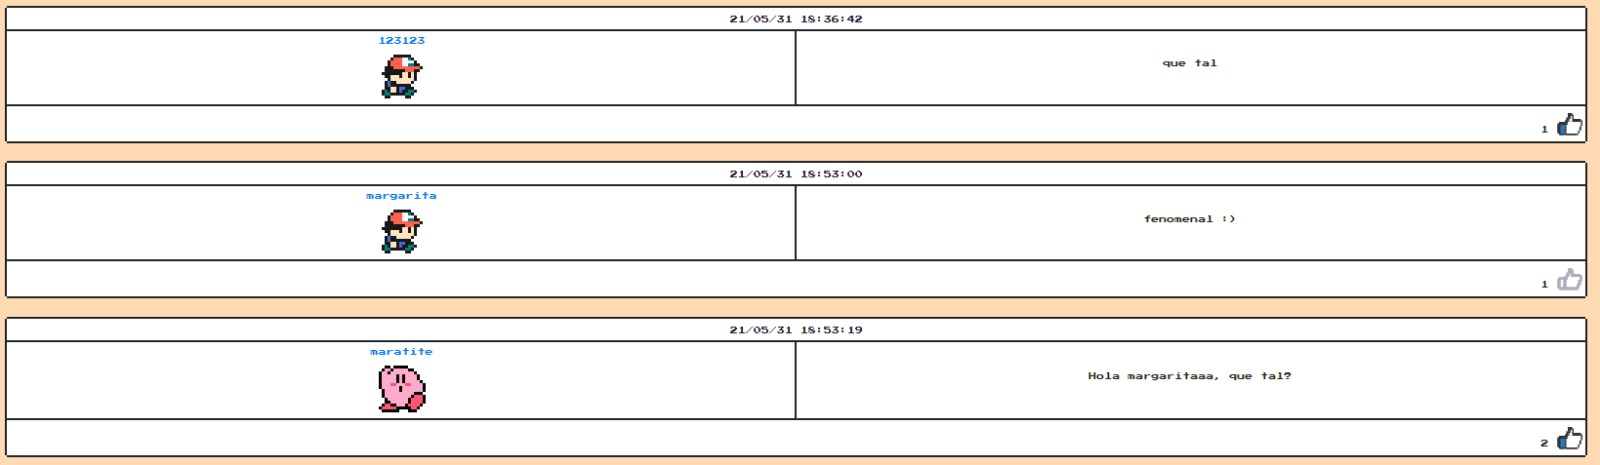 21/05/31 18:36:42
123123
que tal
1
21/05/31 18:53:00
margarita
fenomenal :)
1
21/05/31 18:53:19
maratite
Hola margaritaaa, que tal?
2